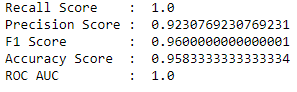 Recall Score    :  1.0
Precision Score :  0.9230769230769231
F1 Score        :  0.9600000000000001
Accuracy Score  :  0.9583333333333334
ROC AUC         :  1.0